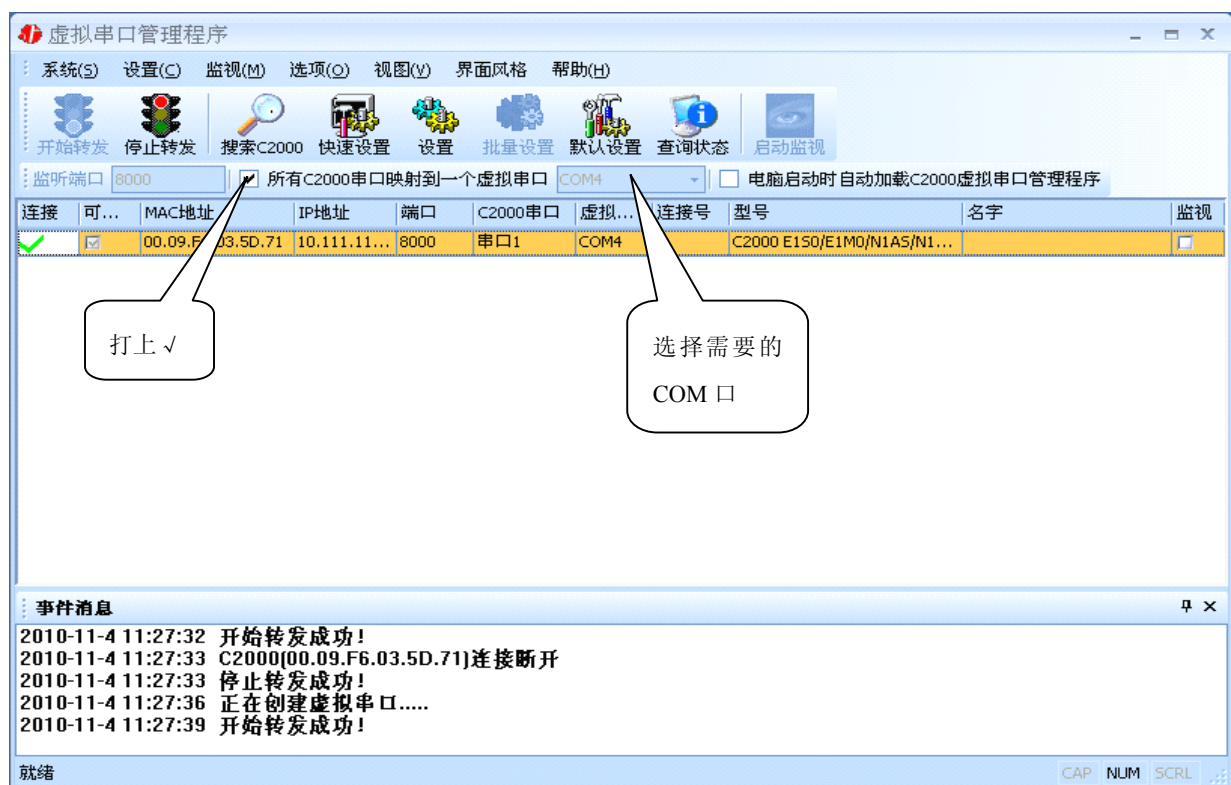 虚拟串口管理程序
系统(S) 设置(C) 监视(M) 选项(O) 视图(V) 界面风格 帮助(H)
开始转发 停止转发 搜索C2000 快速设置 设置 批量设置 默认设置 查询状态 启动监视
监听端口 8000 所有C2000串口映射到一个虚拟串口 COM4 电脑启动时自动加载C2000虚拟串口管理程序
连接 可... MAC地址 IP地址 端口 C2000串口 虚拟... 连接号 型号 名字 监视
00.09.F6.03.5D.71 10.111.11... 8000 串口1 COM4 C2000 E1S0/E1M0/N1AS/N1...
打上√
选择需要的
COM 口
事件消息
2010-11-4 11:27:32 开始转发成功!
2010-11-4 11:27:33 C2000(00.09.F6.03.5D.71)连接断开
2010-11-4 11:27:33 停止转发成功!
2010-11-4 11:27:36 正在创建虚拟串口.....
2010-11-4 11:27:39 开始转发成功!
就绪 CAP NUM SCRL